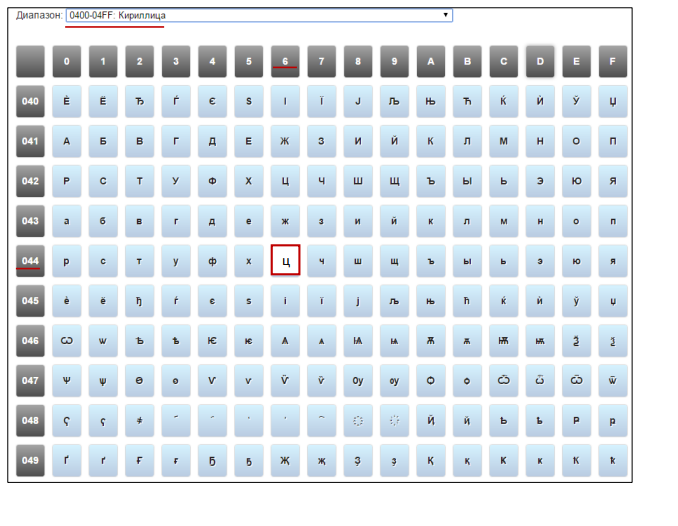 Диапазон: 0400-04FF: Кириллица
0 1 2 3 4 5 6 7 8 9 A B C D E F
040 Ѐ Ё Ђ Ѓ Є Ѕ І Ї Ј Љ Њ Ћ Ќ Ѝ Ў Џ
041 А Б В Г Д Е Ж З И Й К Л М Н О П
042 Р С Т У Ф Х Ц Ч Ш Щ Ъ Ы Ь Э Ю Я
043 а б в г д е ж з и й к л м н о п
044 р с т у ф х ц ч ш щ ъ ы ь э ю я
045 ѐ ё ђ ѓ є ѕ і ї ј љ њ ћ ќ ѝ ў џ
046 Ѡ ѡ Ѣ ѣ Ѥ ѥ Ѧ ѧ Ѩ ѩ Ѫ ѫ Ѭ ѭ Ѯ ѯ
047 Ѱ ѱ Ѳ ѳ Ѵ ѵ Ѷ ѷ Ѹ ѹ Ѻ ѻ Ѽ ѽ Ѿ ѿ
048 Ҁ ҁ ҂ ҃ ҄ ҅ ҆ ҇ ҈ ҉ Ҋ ҋ Ҍ ҍ Ҏ ҏ
049 Ґ ґ Ғ ғ Ҕ ҕ Җ җ Ҙ ҙ Қ қ Ҝ ҝ Ҟ ҟ